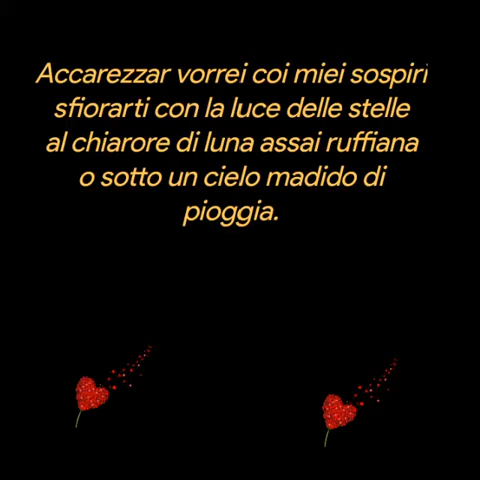 Accarezzar vorrei coi miei sospiri
sfiorarti con la luce delle stelle
al chiarore di luna assai ruffiana
o sotto un cielo madido di
pioggia.